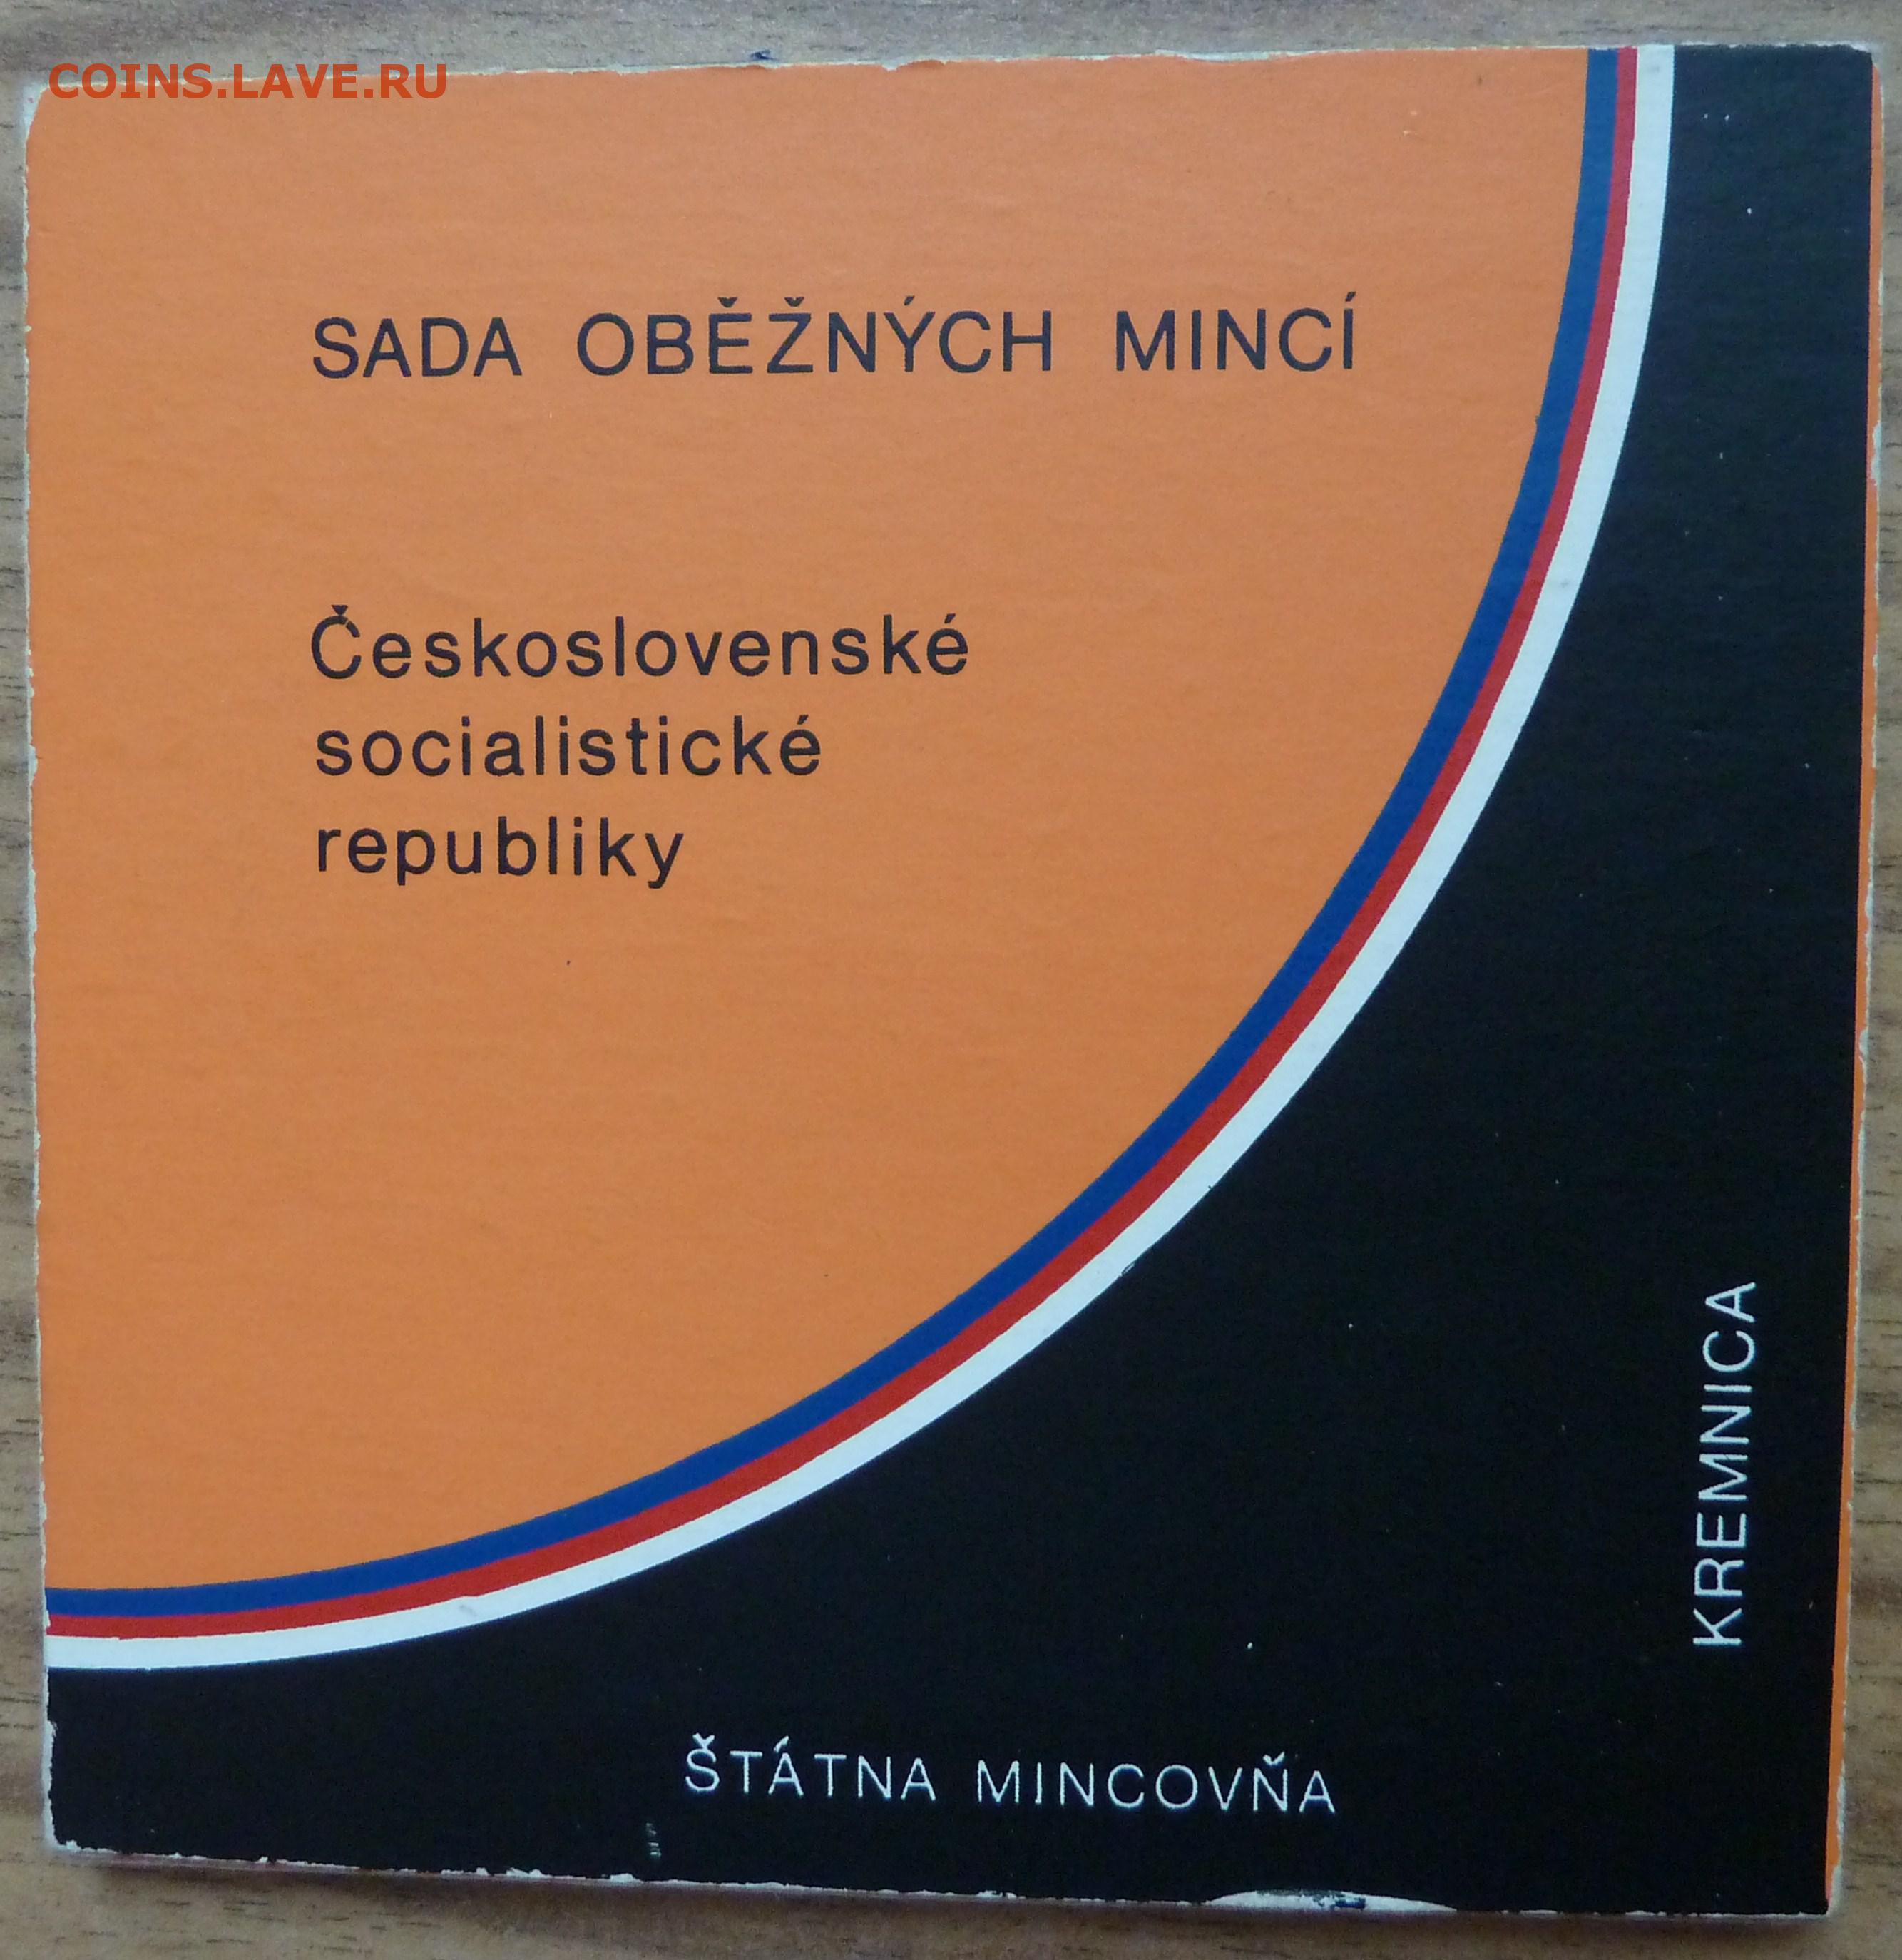 COINS.LAVE.RU
SADA OBĚŽNÝCH MINCÍ
Československé
socialistické
republiky
KREMNICA
ŠTÁTNA MINCOVŇA